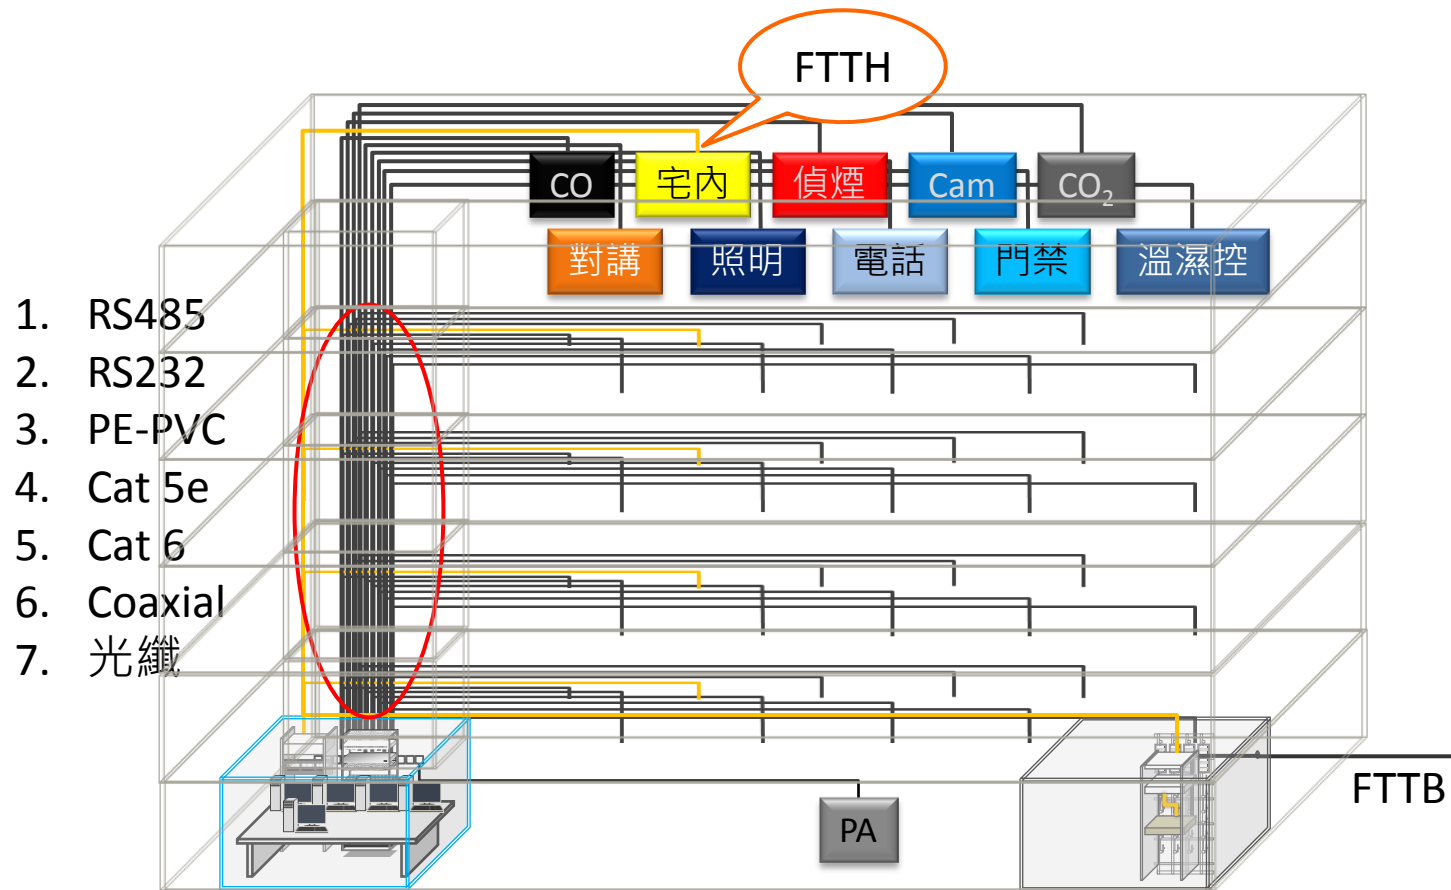 FTTH
CO
宅內
偵煙
Cam
CO₂
對講
照明
電話
門禁
溫濕控
1. RS485
2. RS232
3. PE-PVC
4. Cat 5e
5. Cat 6
6. Coaxial
7. 光纖
FTTB
PA